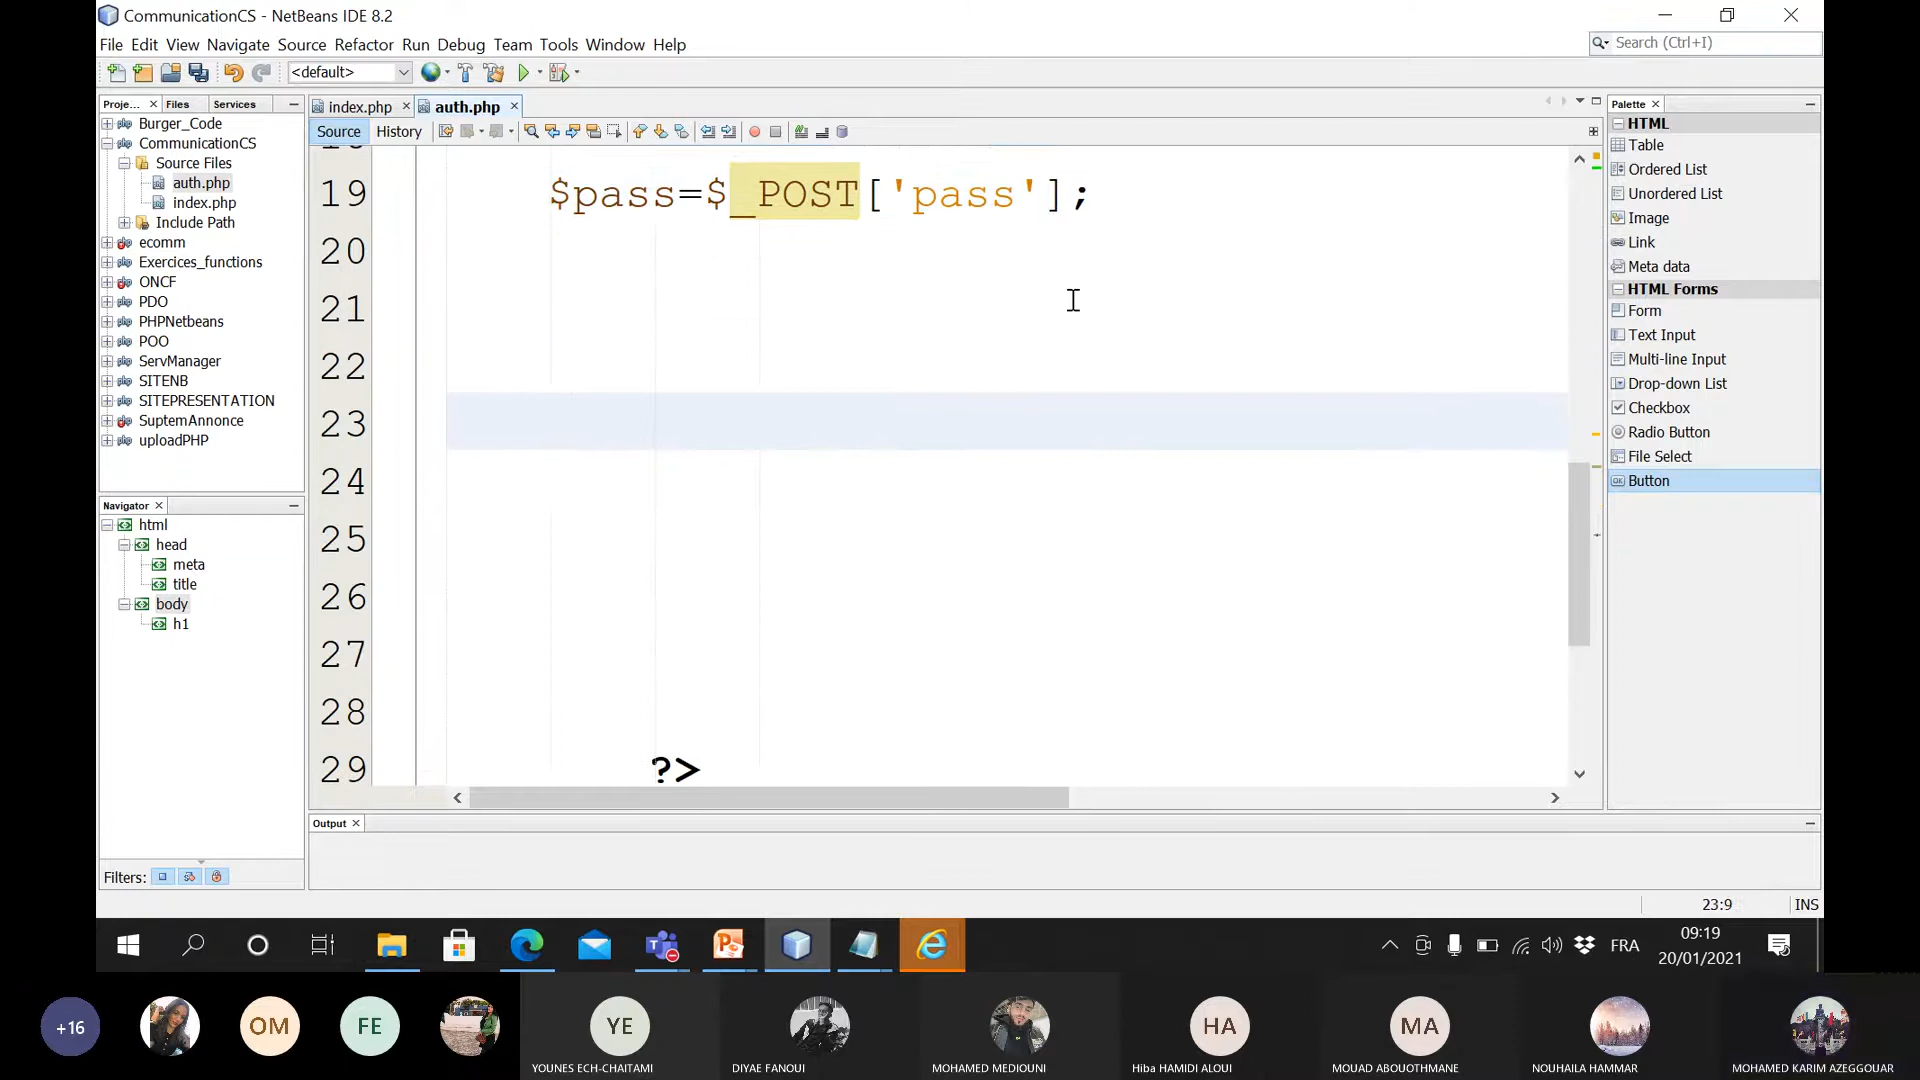 CommunicationCS - NetBeans IDE 8.2
File Edit View Navigate Source Refactor Run Debug Team Tools Window Help
Search (Ctrl+I)
<default>
Proje... Files Services
index.php auth.php
Palette
Source History
Burger_Code
CommunicationCS
Source Files
auth.php
index.php
Include Path
ecomm
Exercices_functions
ONCF
PDO
PHPNetbeans
POO
ServManager
SITENB
SITEPRESENTATION
SuptemAnnonce
uploadPHP
Navigator
html
head
meta
title
body
h1
Filters:
19 $pass=$_POST['pass'];
20
21
22
23
24
25
26
27
28
29 ?>
HTML
Table
Ordered List
Unordered List
Image
Link
Meta data
HTML Forms
Form
Text Input
Multi-line Input
Drop-down List
Checkbox
Radio Button
File Select
Button
Output
23:9 INS
FRA
09:19
20/01/2021
+16
OM
FE
YE
HA
MA
YOUNES ECH-CHAITAMI
DIYAE FANOUI
MOHAMED MEDIOUNI
Hiba HAMIDI ALOUI
MOUAD ABOUOTHMANE
NOUHAILA HAMMAR
MOHAMED KARIM AZEGGOUAR